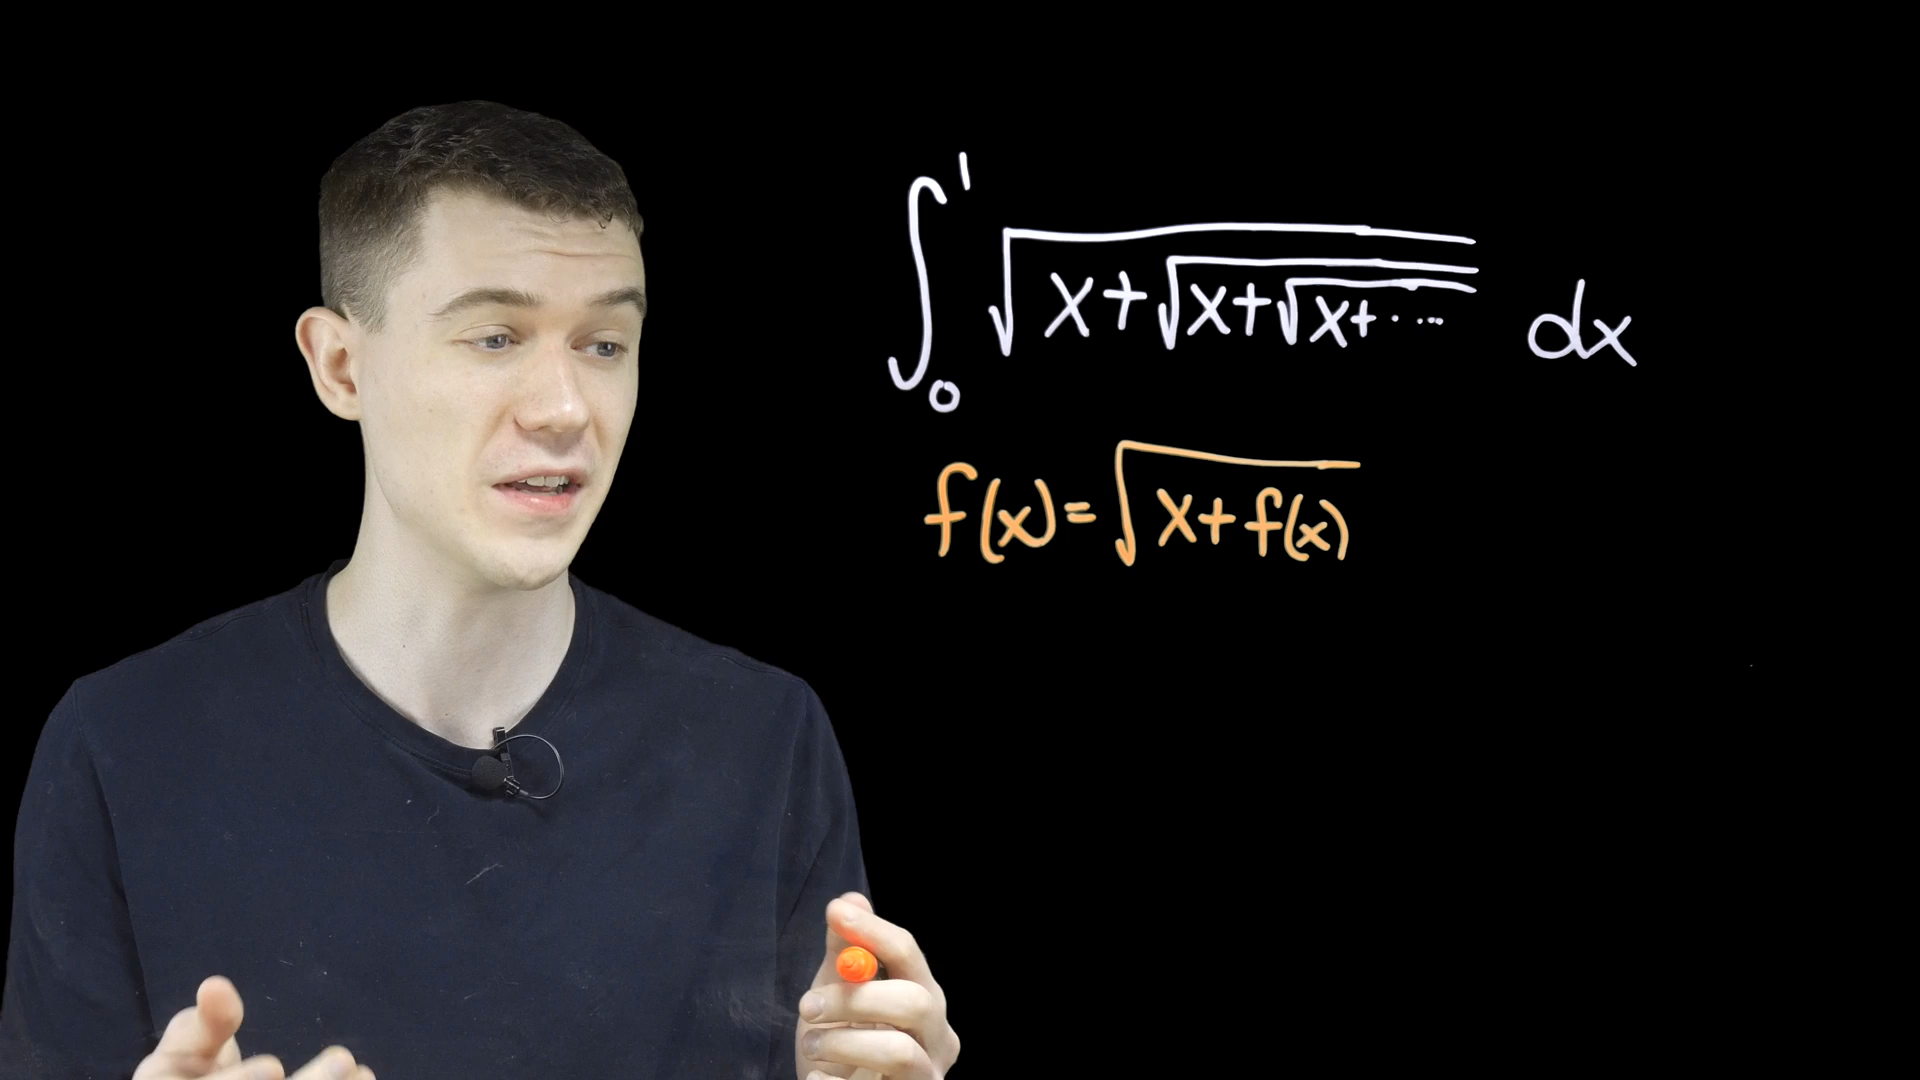 ∫₀¹ √(x+√(x+√(x+·...))) dx
f(x)=√(x+f(x))